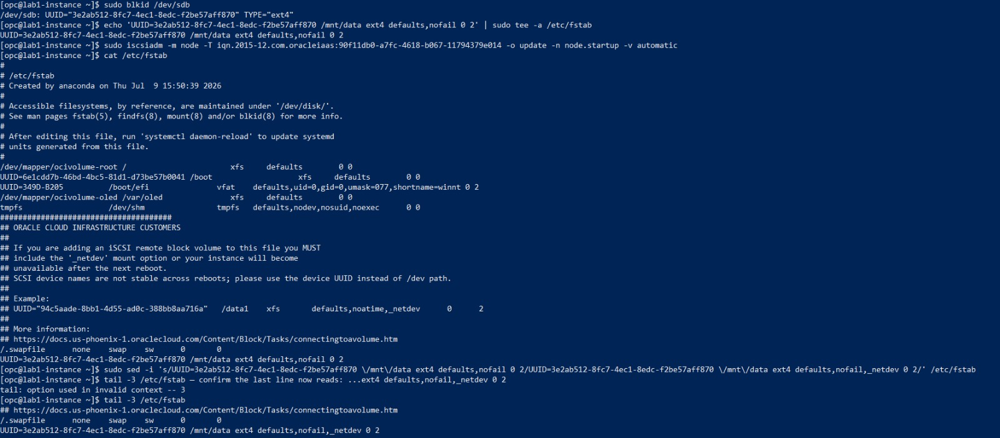 [opc@lab1-instance ~]$ sudo blkid /dev/sdb
/dev/sdb: UUID="3e2ab512-8fc7-4ec1-8edc-f2be57aff870" TYPE="ext4"
[opc@lab1-instance ~]$ echo 'UUID=3e2ab512-8fc7-4ec1-8edc-f2be57aff870 /mnt/data ext4 defaults,nofail 0 2' | sudo tee -a /etc/fstab
UUID=3e2ab512-8fc7-4ec1-8edc-f2be57aff870 /mnt/data ext4 defaults,nofail 0 2
[opc@lab1-instance ~]$ sudo iscsiadm -m node -T iqn.2015-12.com.oracleiaas:90f11db0-a7fc-4618-b067-11794379e014 -o update -n node.startup -v automatic
[opc@lab1-instance ~]$ cat /etc/fstab
#
# /etc/fstab
# Created by anaconda on Thu Jul  9 15:50:39 2026
#
# Accessible filesystems, by reference, are maintained under '/dev/disk/'.
# See man pages fstab(5), findfs(8), mount(8) and/or blkid(8) for more info.
#
# After editing this file, run 'systemctl daemon-reload' to update systemd
# units generated from this file.
#
/dev/mapper/ocivolume-root /                       xfs     defaults        0 0
UUID=6e1cdd7b-46bd-4bc5-81d1-d73be57b0041 /boot                   xfs     defaults        0 0
UUID=349D-B205          /boot/efi               vfat    defaults,uid=0,gid=0,umask=077,shortname=winnt 0 2
/dev/mapper/ocivolume-oled /var/oled               xfs     defaults        0 0
tmpfs                   /dev/shm                tmpfs   defaults,nodev,nosuid,noexec      0 0
######################################
## ORACLE CLOUD INFRASTRUCTURE CUSTOMERS
##
## If you are adding an iSCSI remote block volume to this file you MUST
## include the '_netdev' mount option or your instance will become
## unavailable after the next reboot.
## SCSI device names are not stable across reboots; please use the device UUID instead of /dev path.
##
## Example:
## UUID="94c5aade-8bb1-4d55-ad0c-388bb8aa716a"   /data1    xfs       defaults,noatime,_netdev      0      2
##
## More information:
## https://docs.us-phoenix-1.oraclecloud.com/Content/Block/Tasks/connectingtoavolume.htm
/.swapfile      none    swap    sw      0       0
UUID=3e2ab512-8fc7-4ec1-8edc-f2be57aff870 /mnt/data ext4 defaults,nofail 0 2
[opc@lab1-instance ~]$ sudo sed -i 's/UUID=3e2ab512-8fc7-4ec1-8edc-f2be57aff870 \/mnt\/data ext4 defaults,nofail 0 2/UUID=3e2ab512-8fc7-4ec1-8edc-f2be57aff870 \/mnt\/data ext4 defaults,nofail,_netdev 0 2/' /etc/fstab
[opc@lab1-instance ~]$ tail -3 /etc/fstab — confirm the last line now reads: ...ext4 defaults,nofail,_netdev 0 2
tail: option used in invalid context -- 3
[opc@lab1-instance ~]$ tail -3 /etc/fstab
## https://docs.us-phoenix-1.oraclecloud.com/Content/Block/Tasks/connectingtoavolume.htm
/.swapfile      none    swap    sw      0       0
UUID=3e2ab512-8fc7-4ec1-8edc-f2be57aff870 /mnt/data ext4 defaults,nofail,_netdev 0 2